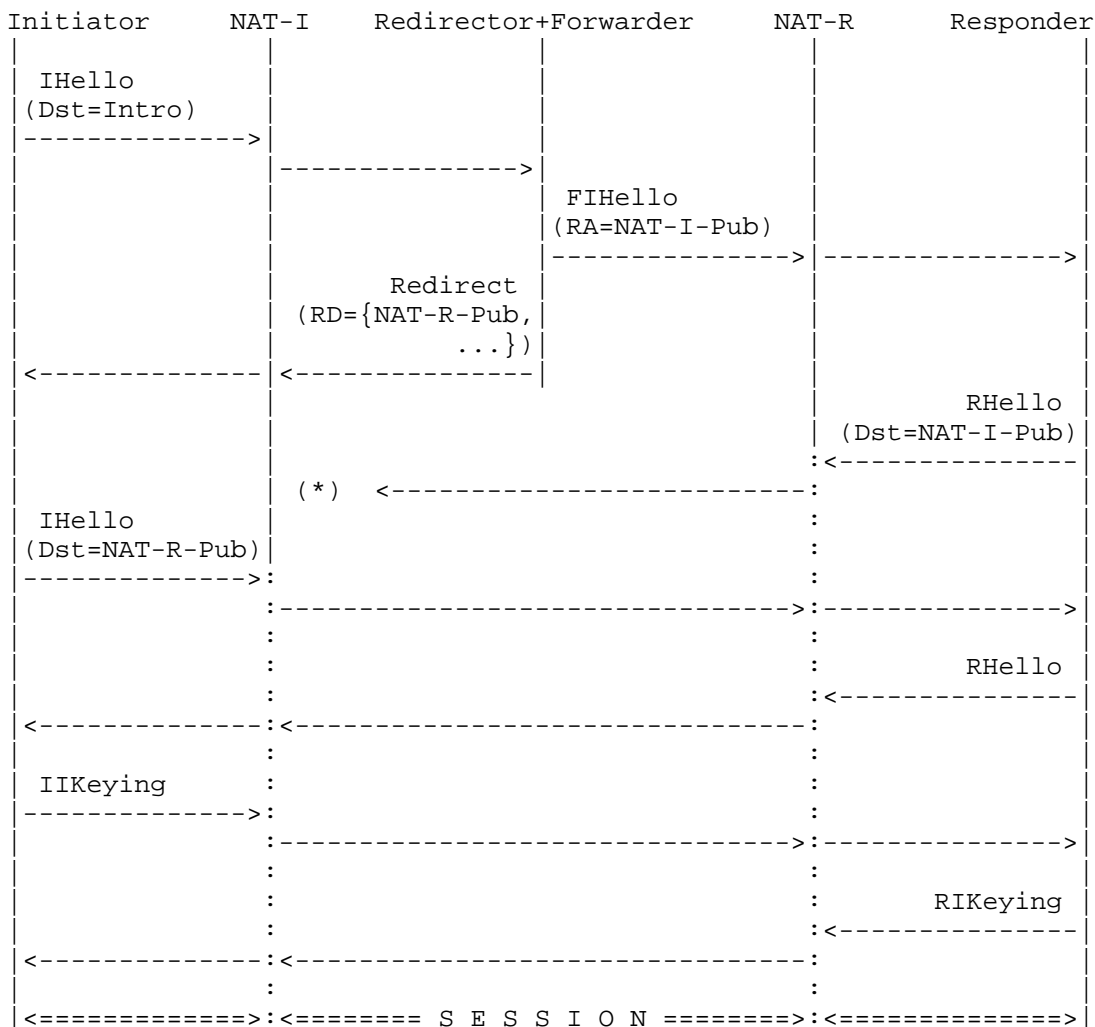 Initiator NAT-I Redirector+Forwarder NAT-R Responder
IHello
(Dst=Intro)
FIHello
(RA=NAT-I-Pub)
Redirect
(RD={NAT-R-Pub,
...})
RHello
(Dst=NAT-I-Pub)
(*)
IHello
(Dst=NAT-R-Pub)
RHello
IIKeying
RIKeying
S E S S I O N